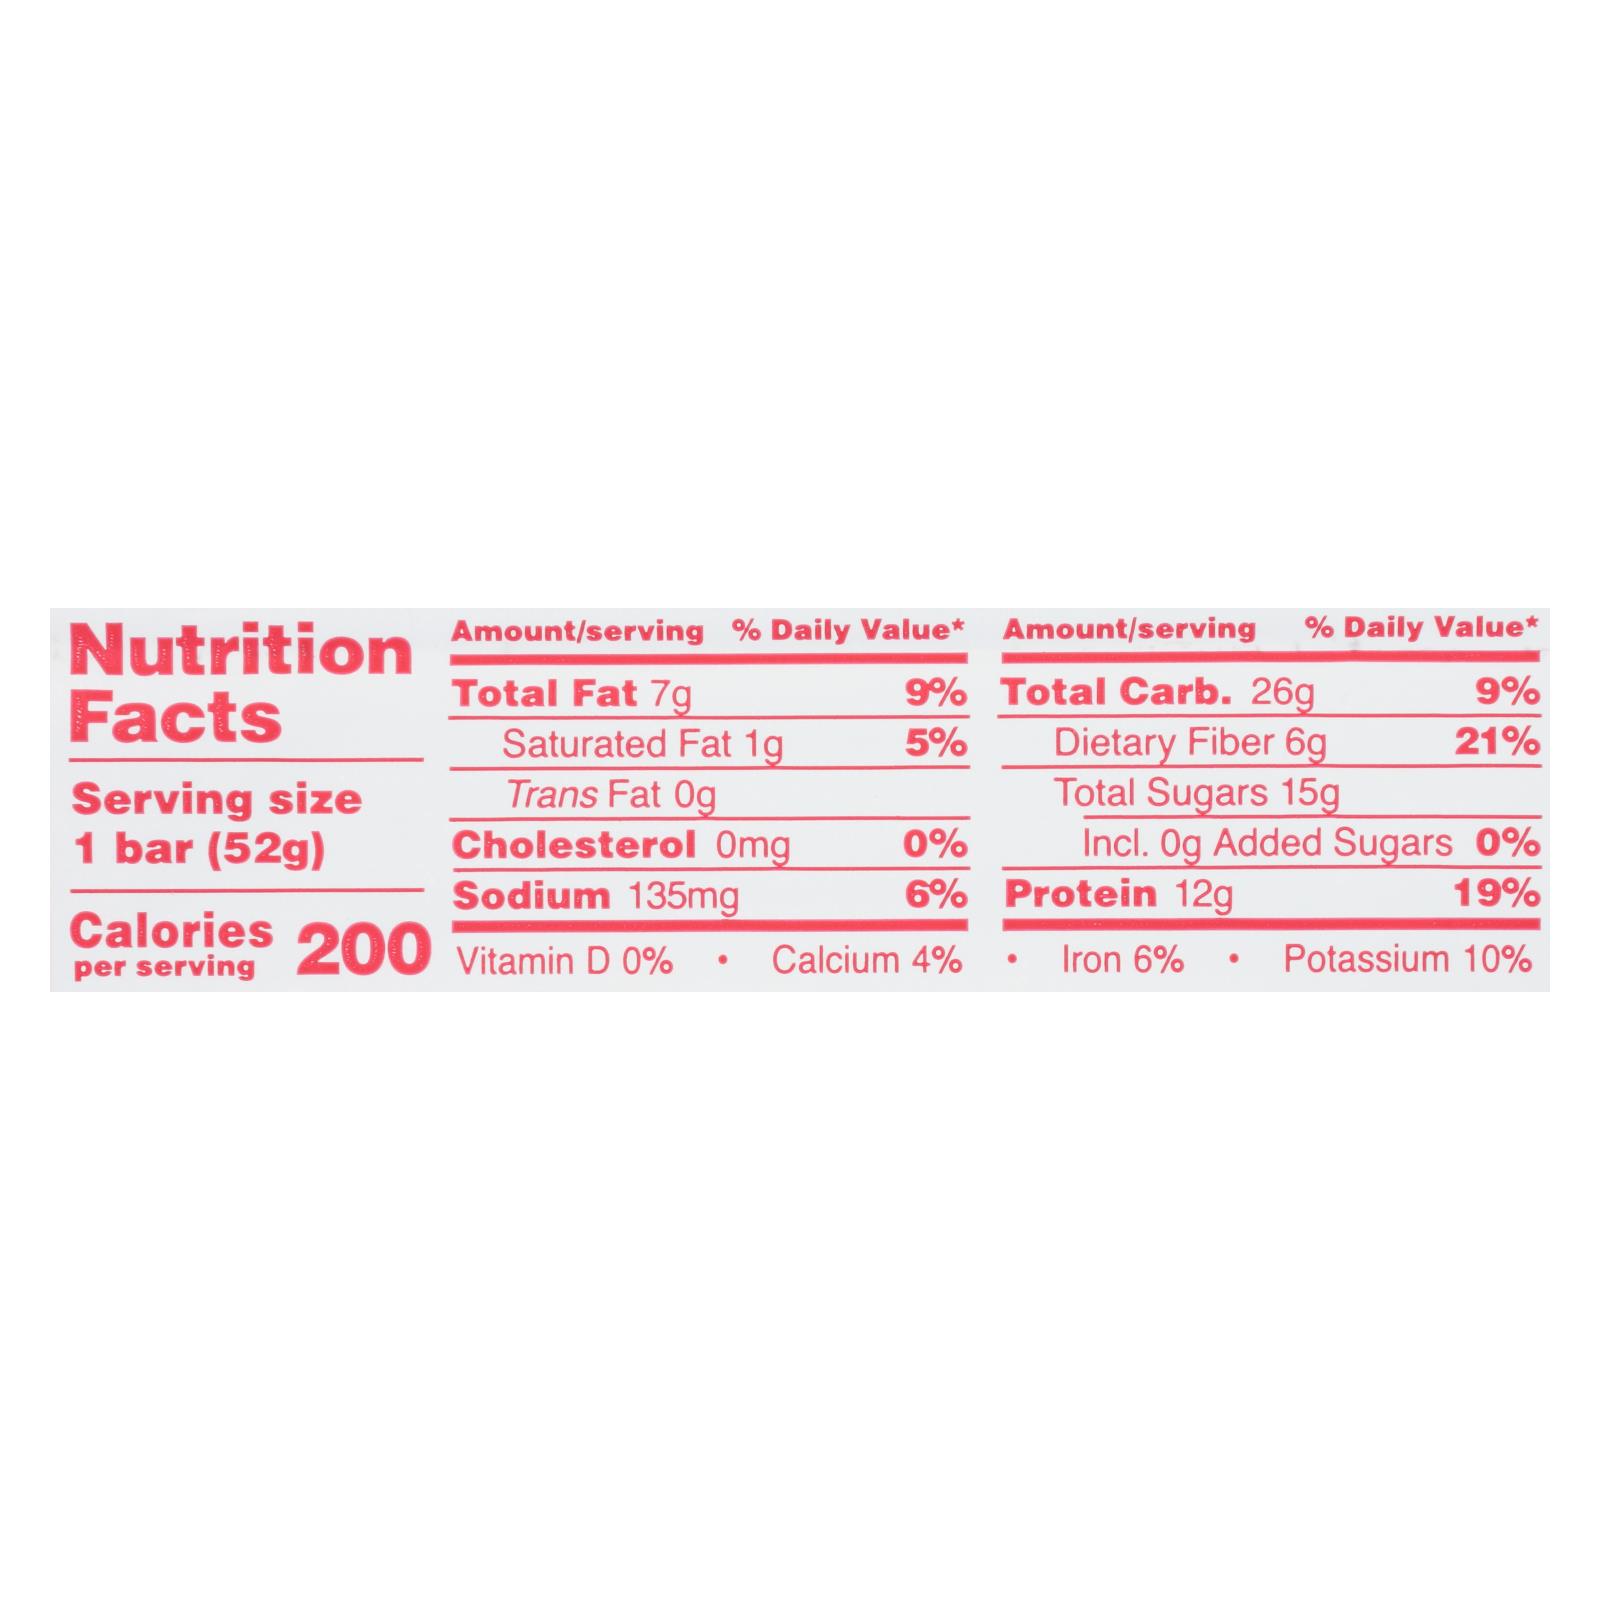 Nutrition
Facts
Serving size
1 bar (52g)
Calories
per serving
200
Amount/serving % Daily Value*
Total Fat 7g 9%
Saturated Fat 1g 5%
Trans Fat 0g
Cholesterol 0mg 0%
Sodium 135mg 6%
Amount/serving % Daily Value*
Total Carb. 26g 9%
Dietary Fiber 6g 21%
Total Sugars 15g
Incl. 0g Added Sugars 0%
Protein 12g 19%
Vitamin D 0% • Calcium 4% • Iron 6% • Potassium 10%